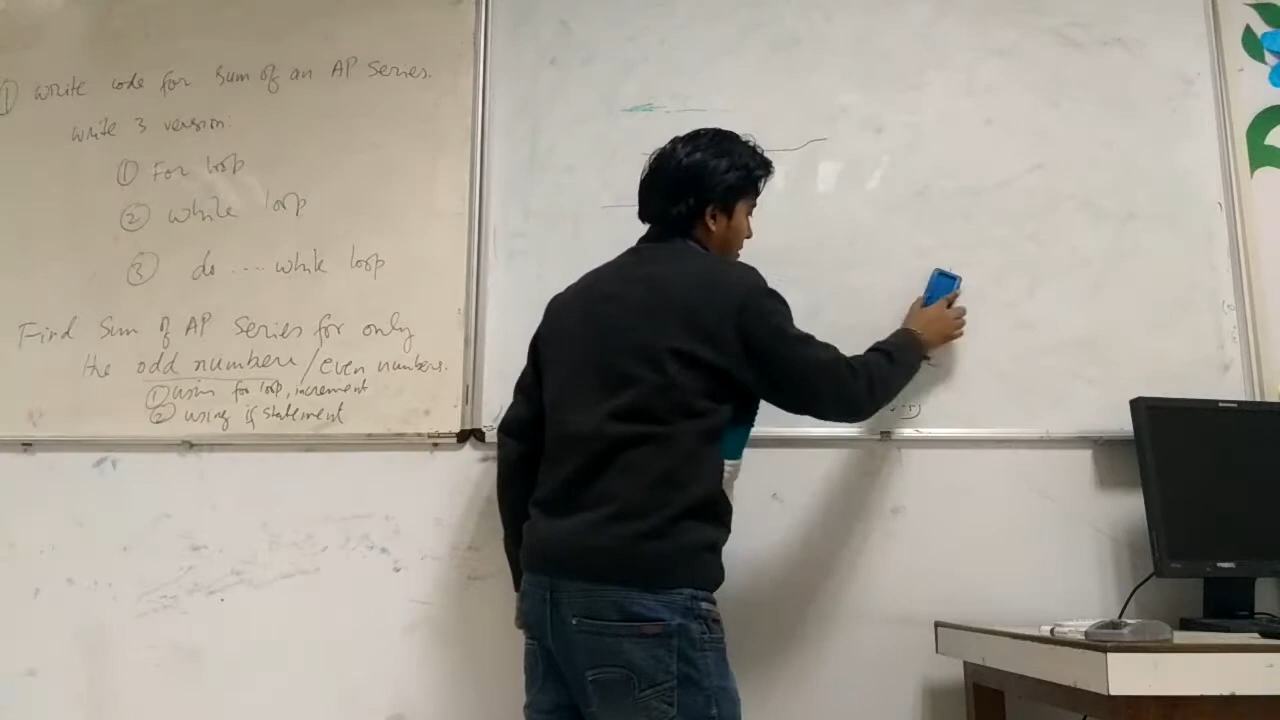 ① Write code for Sum of an AP Series.
Write 3 version:
① For loop
② While loop
③ do .... while loop
Find Sum of AP Series for only
the odd numbers/even numbers.
① using for loop, increment
② using if statement